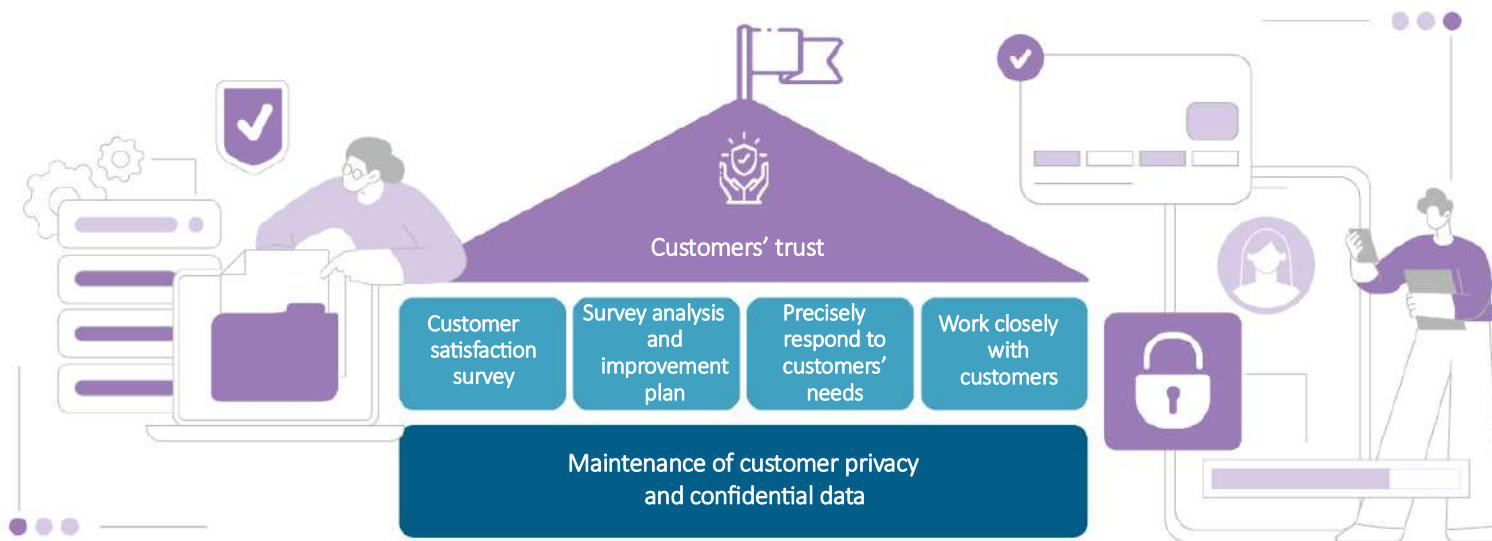 Customers’ trust
Customer
satisfaction
survey
Survey analysis
and
improvement
plan
Precisely
respond to
customers’
needs
Work closely
with
customers
Maintenance of customer privacy
and confidential data